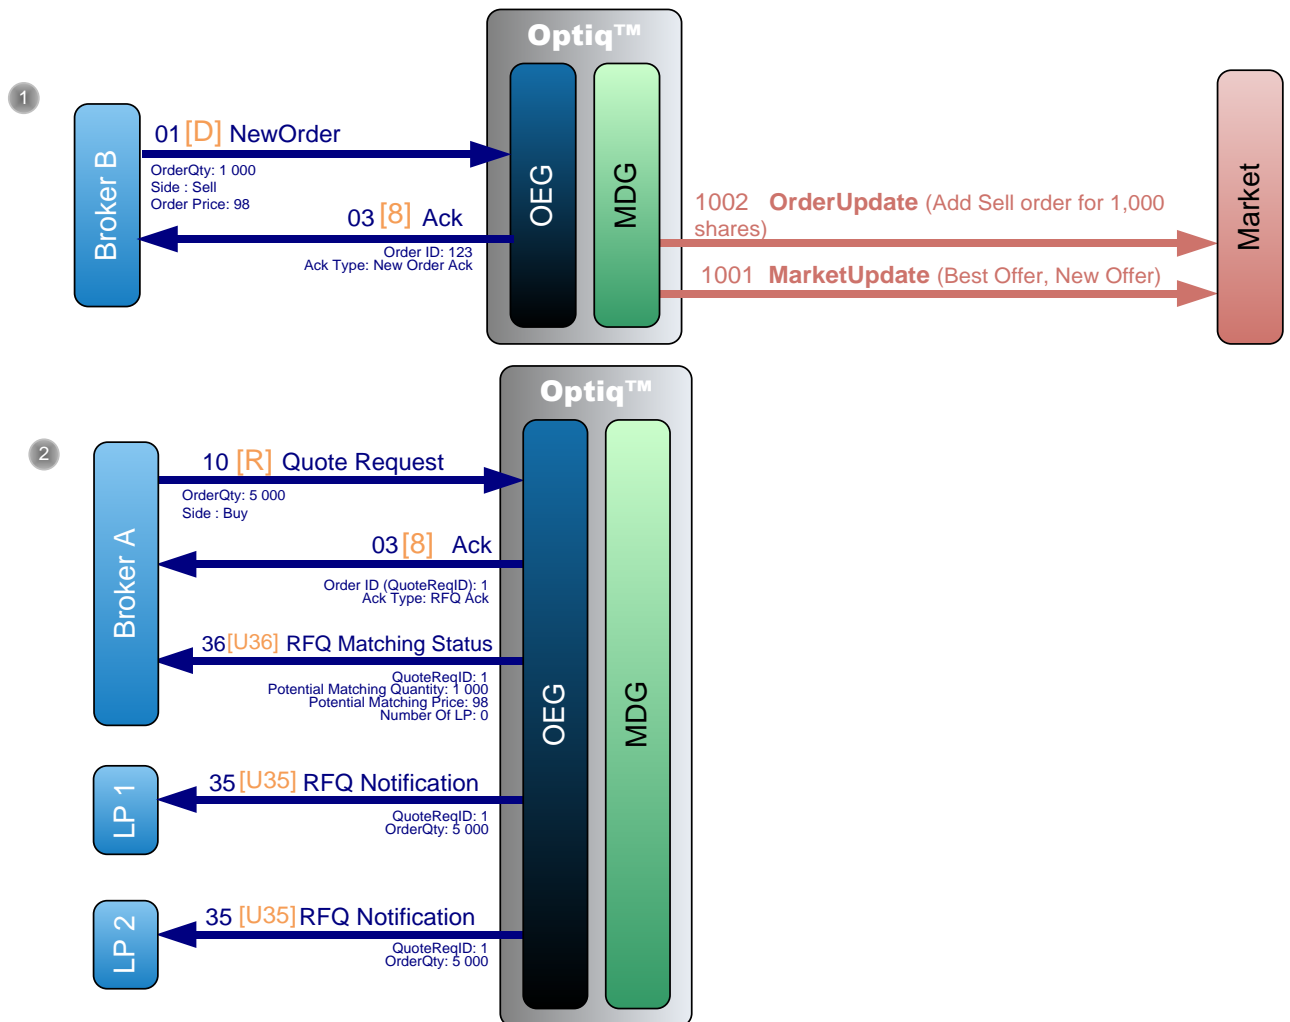 Optiq™
1
Broker B
01 [D] NewOrder
OrderQty: 1 000
Side : Sell
Order Price: 98
03 [8] Ack
Order ID: 123
Ack Type: New Order Ack
OEG
MDG
1002 OrderUpdate (Add Sell order for 1,000
shares)
1001 MarketUpdate (Best Offer, New Offer)
Market
Optiq™
2
Broker A
10 [R] Quote Request
OrderQty: 5 000
Side : Buy
03 [8] Ack
Order ID (QuoteReqID): 1
Ack Type: RFQ Ack
36 [U36] RFQ Matching Status
QuoteReqID: 1
Potential Matching Quantity: 1 000
Potential Matching Price: 98
Number Of LP: 0
OEG
MDG
LP 1
35 [U35] RFQ Notification
QuoteReqID: 1
OrderQty: 5 000
LP 2
35 [U35] RFQ Notification
QuoteReqID: 1
OrderQty: 5 000